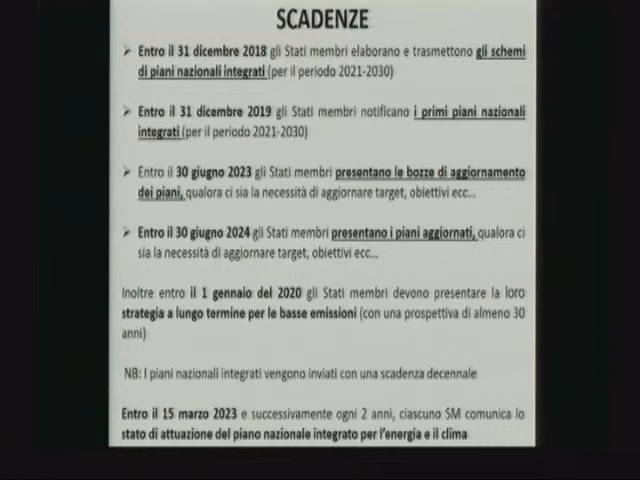 SCADENZE
➢ Entro il 31 dicembre 2018 gli Stati membri elaborano e trasmettono gli schemi
di piani nazionali integrati (per il periodo 2021-2030)
➢ Entro il 31 dicembre 2019 gli Stati membri notificano i primi piani nazionali
integrati (per il periodo 2021-2030)
➢ Entro il 30 giugno 2023 gli Stati membri presentano le bozze di aggiornamento
dei piani, qualora ci sia la necessità di aggiornare target, obiettivi ecc...
➢ Entro il 30 giugno 2024 gli Stati membri presentano i piani aggiornati, qualora ci
sia la necessità di aggiornare target, obiettivi ecc...
Inoltre entro il 1 gennaio del 2020 gli Stati membri devono presentare la loro
strategia a lungo termine per le basse emissioni (con una prospettiva di almeno 30
anni)
NB: I piani nazionali integrati vengono inviati con una scadenza decennale
Entro il 15 marzo 2023 e successivamente ogni 2 anni, ciascuno SM comunica lo
stato di attuazione del piano nazionale integrato per l'energia e il clima